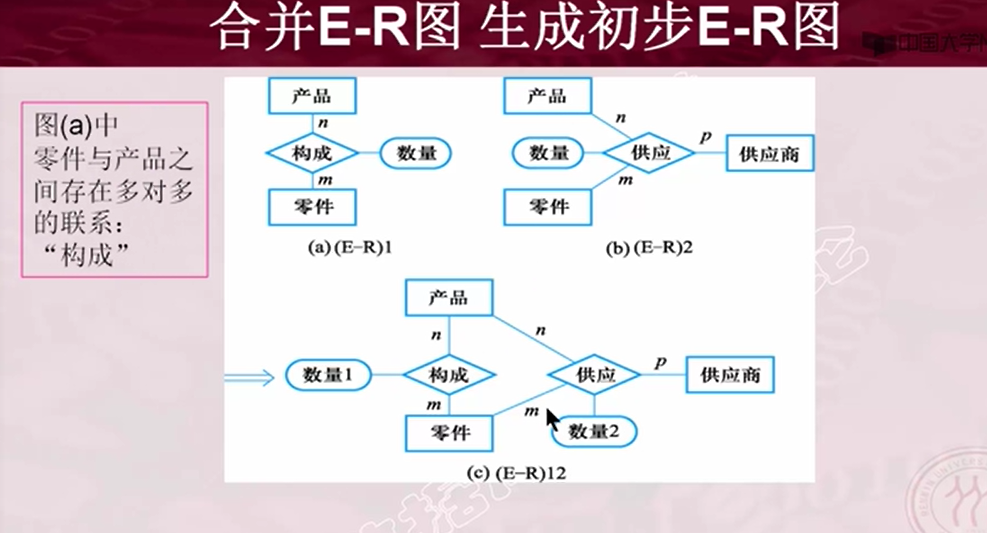 合并E-R图 生成初步E-R图
中国大学
图(a)中
零件与产品之
间存在多对多
的联系：
“构成”
产品
n
构成
数量
m
零件
(a) (E-R)1
产品
n
数量
供应
p
供应商
m
零件
(b) (E-R)2
产品
n
n
数量1
构成
供应
p
供应商
m
m
零件
数量2
(c) (E-R)12